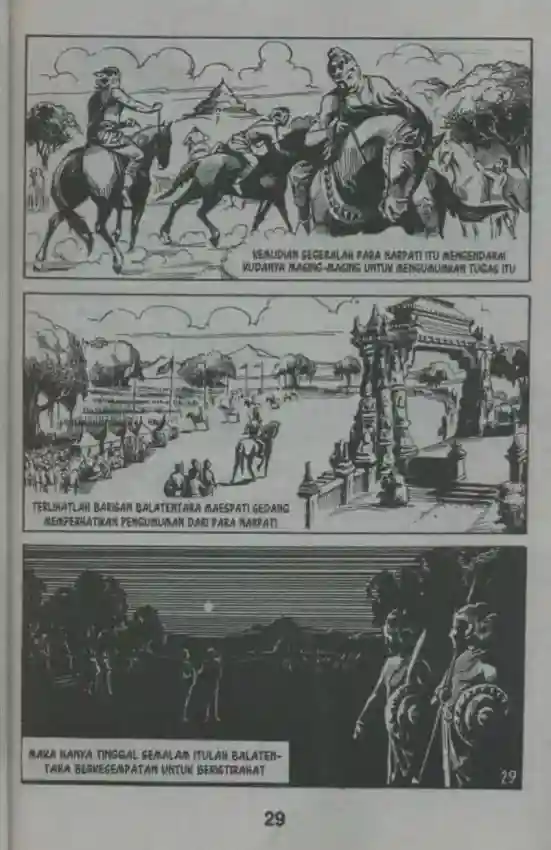 KEMUDIAN SEGERALAH PARA NARPATI ITU MENGENDARAI
KUDANYA MASING-MASING UNTUK MENGUMUMKAN TUGAS ITU
TERLIHATLAH BARISAN BALATENTARA MAESPATI SEDANG
MEMPERHATIKAN PENGUMUMAN DARI PARA NARPATI
MAKA HANYA TINGGAL SEMALAM ITULAH BALATEN-
TARA BERKESEMPATAN UNTUK BERISTIRAHAT
29
29